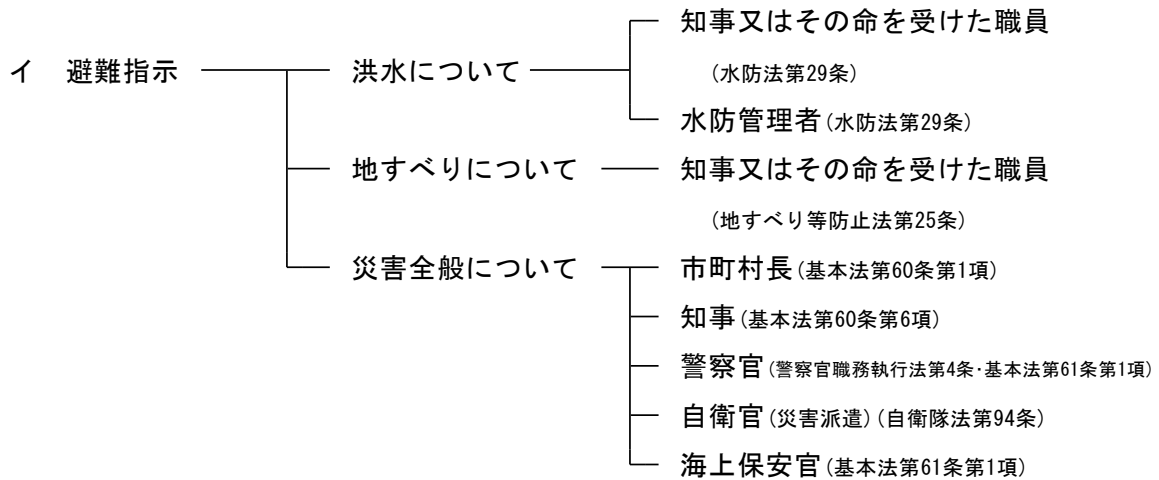 知事又はその命を受けた職員
イ 避難指示 洪水について
(水防法第29条)
水防管理者(水防法第29条)
地すべりについて 知事又はその命を受けた職員
(地すべり等防止法第25条)
災害全般について 市町村長(基本法第60条第1項)
知事(基本法第60条第6項)
警察官(警察官職務執行法第4条・基本法第61条第1項)
自衛官(災害派遣)(自衛隊法第94条)
海上保安官(基本法第61条第1項)